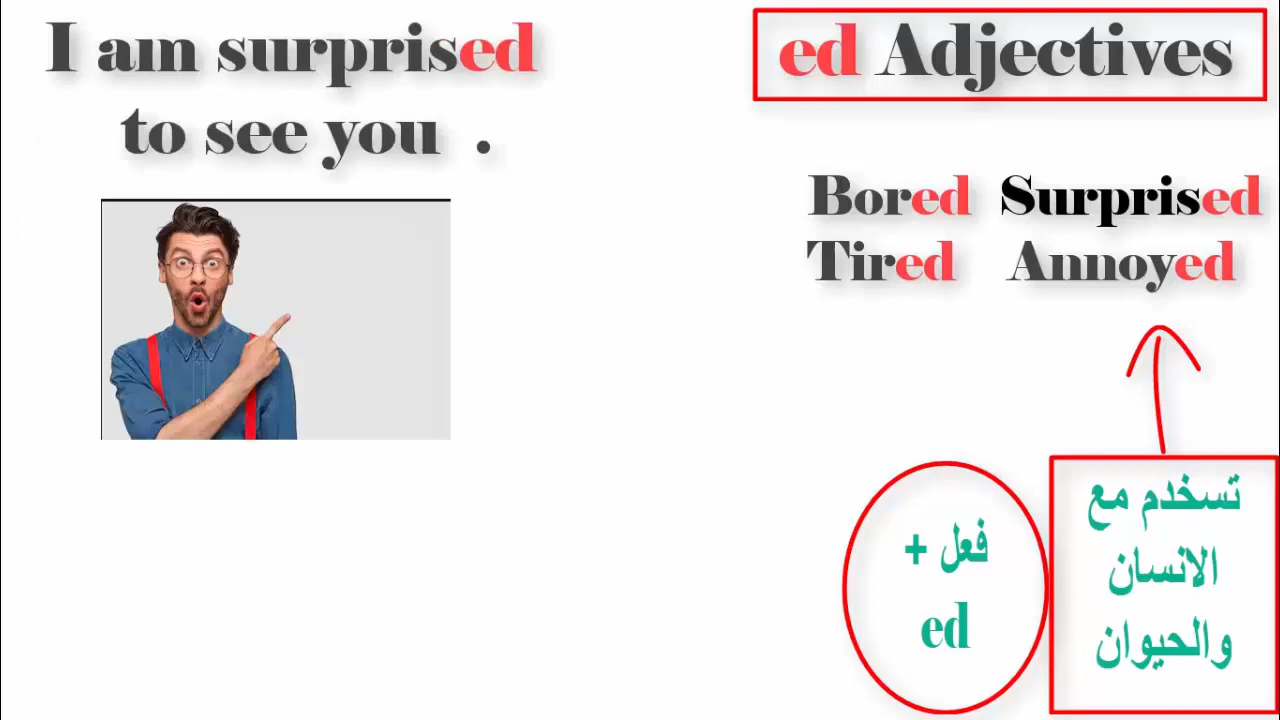 I am surprised
to see you .
ed Adjectives
Bored Surprised
Tired Annoyed
تسخدم مع
الانسان
والحيوان
فعل +
ed